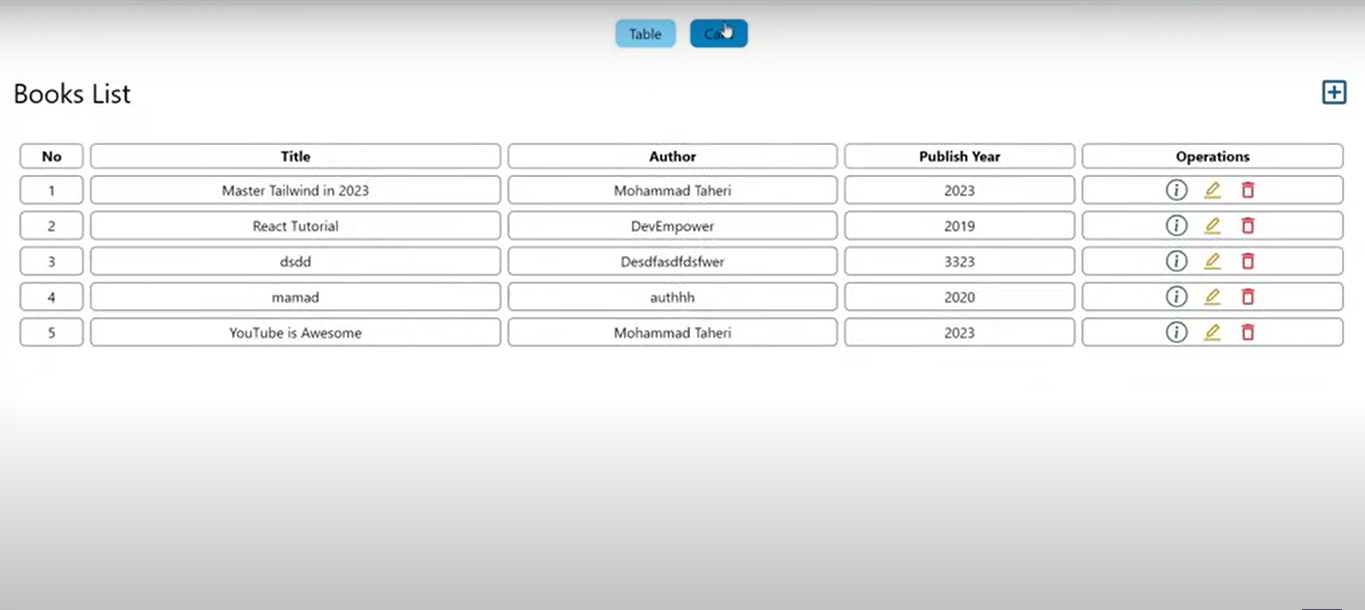 Table
Books List
No Title Author Publish Year Operations
1 Master Tailwind in 2023 Mohammad Taheri 2023
2 React Tutorial DevEmpower 2019
3 dsdd Desdfasdfdsfwer 3323
4 mamad authhh 2020
5 YouTube is Awesome Mohammad Taheri 2023